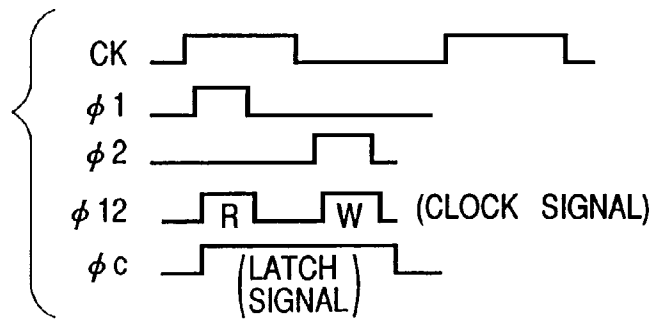 CK
φ1
φ2
φ12 R W (CLOCK SIGNAL)
φc (LATCH
SIGNAL)